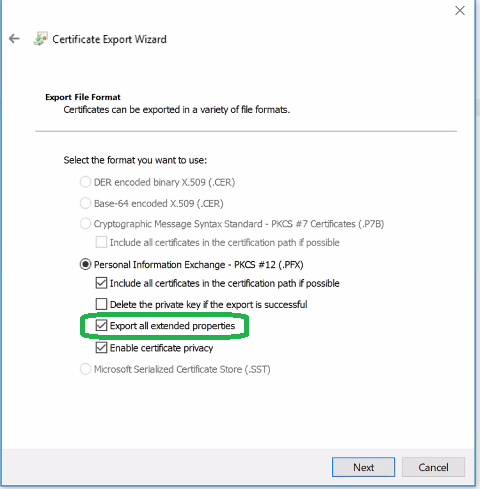 Certificate Export Wizard
Export File Format
Certificates can be exported in a variety of file formats.
Select the format you want to use:
DER encoded binary X.509 (.CER)
Base-64 encoded X.509 (.CER)
Cryptographic Message Syntax Standard - PKCS #7 Certificates (.P7B)
Include all certificates in the certification path if possible
Personal Information Exchange - PKCS #12 (.PFX)
Include all certificates in the certification path if possible
Delete the private key if the export is successful
Export all extended properties
Enable certificate privacy
Microsoft Serialized Certificate Store (.SST)
Next Cancel